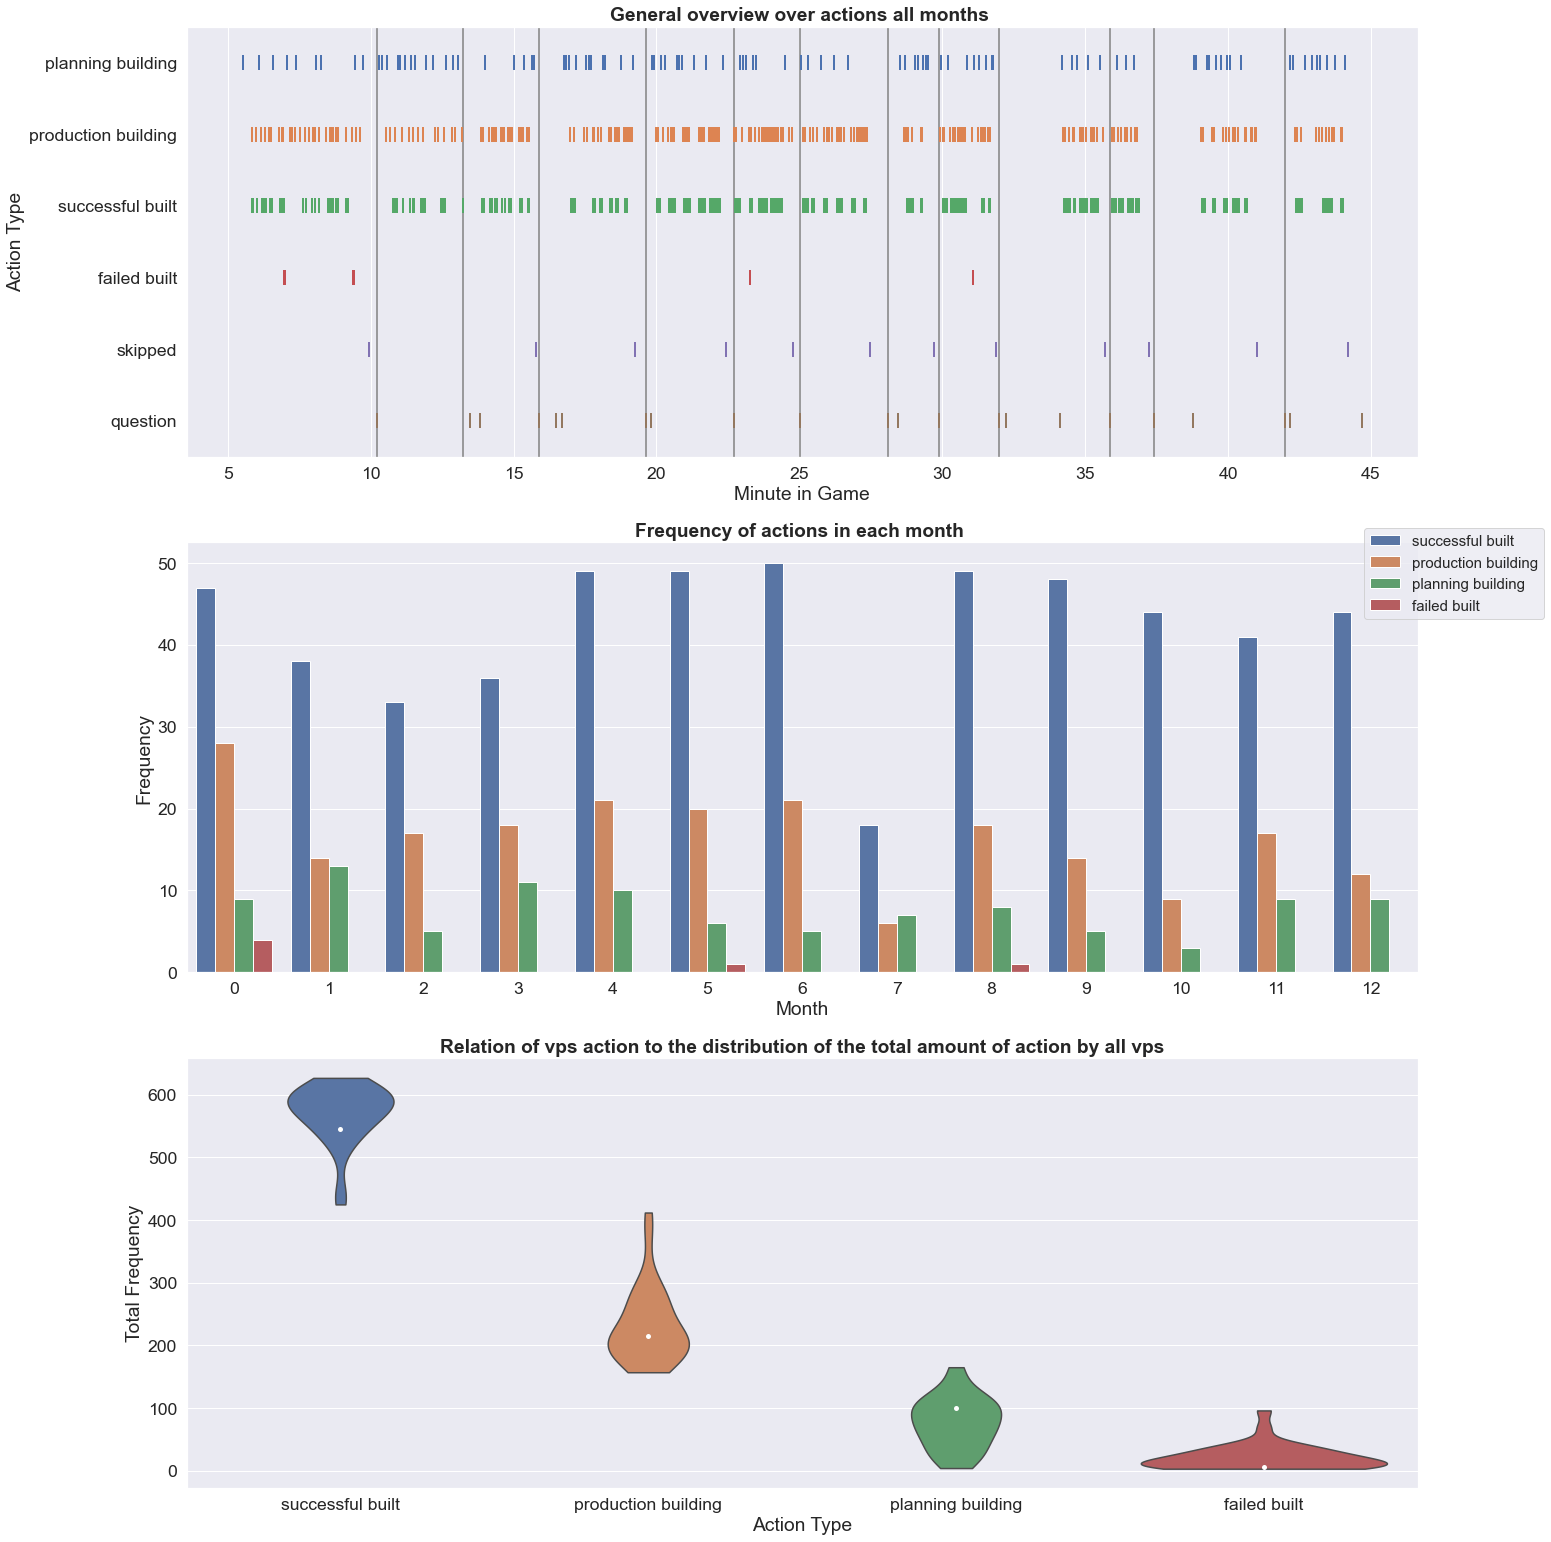 General overview over actions all months
planning building
production building
successful built
failed built
skipped
question
Action Type
5 10 15 20 25 30 35 40 45
Minute in Game
Frequency of actions in each month
successful built
production building
planning building
failed built
50
40
30
20
10
0
Frequency
0 1 2 3 4 5 6 7 8 9 10 11 12
Month
Relation of vps action to the distribution of the total amount of action by all vps
600
500
400
300
200
100
0
Total Frequency
successful built production building planning building failed built
Action Type